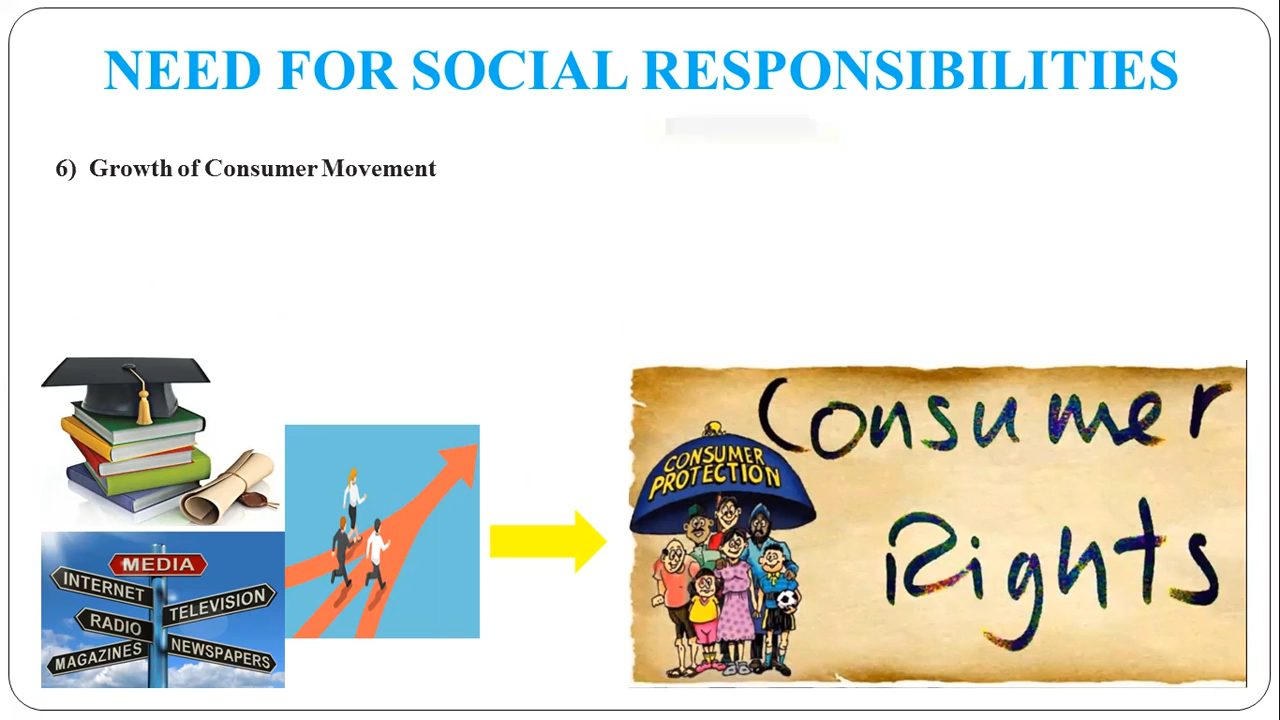 NEED FOR SOCIAL RESPONSIBILITIES
6) Growth of Consumer Movement
MEDIA
INTERNET
TELEVISION
RADIO
MAGAZINES
NEWSPAPERS
CONSUMER
PROTECTION
Consumer
Rights